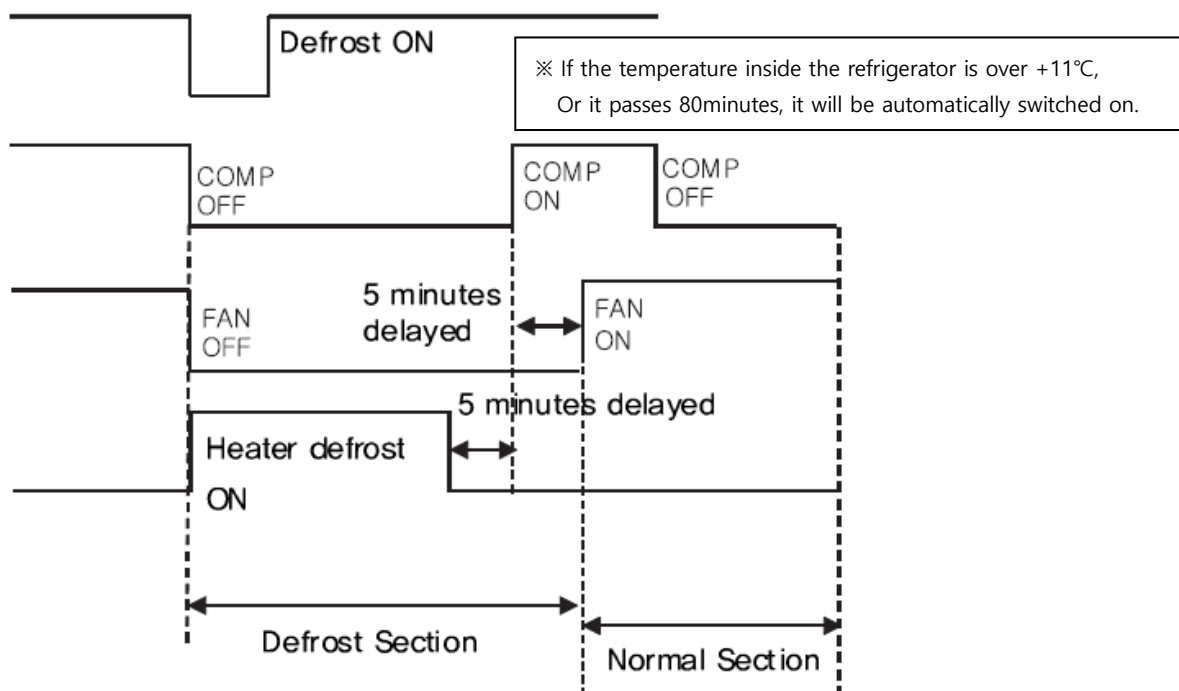 Defrost ON
※ If the temperature inside the refrigerator is over +11℃,
Or it passes 80minutes, it will be automatically switched on.
COMP
OFF
COMP
ON
COMP
OFF
5 minutes
delayed
FAN
OFF
FAN
ON
5 minutes delayed
Heater defrost
ON
Defrost Section
Normal Section